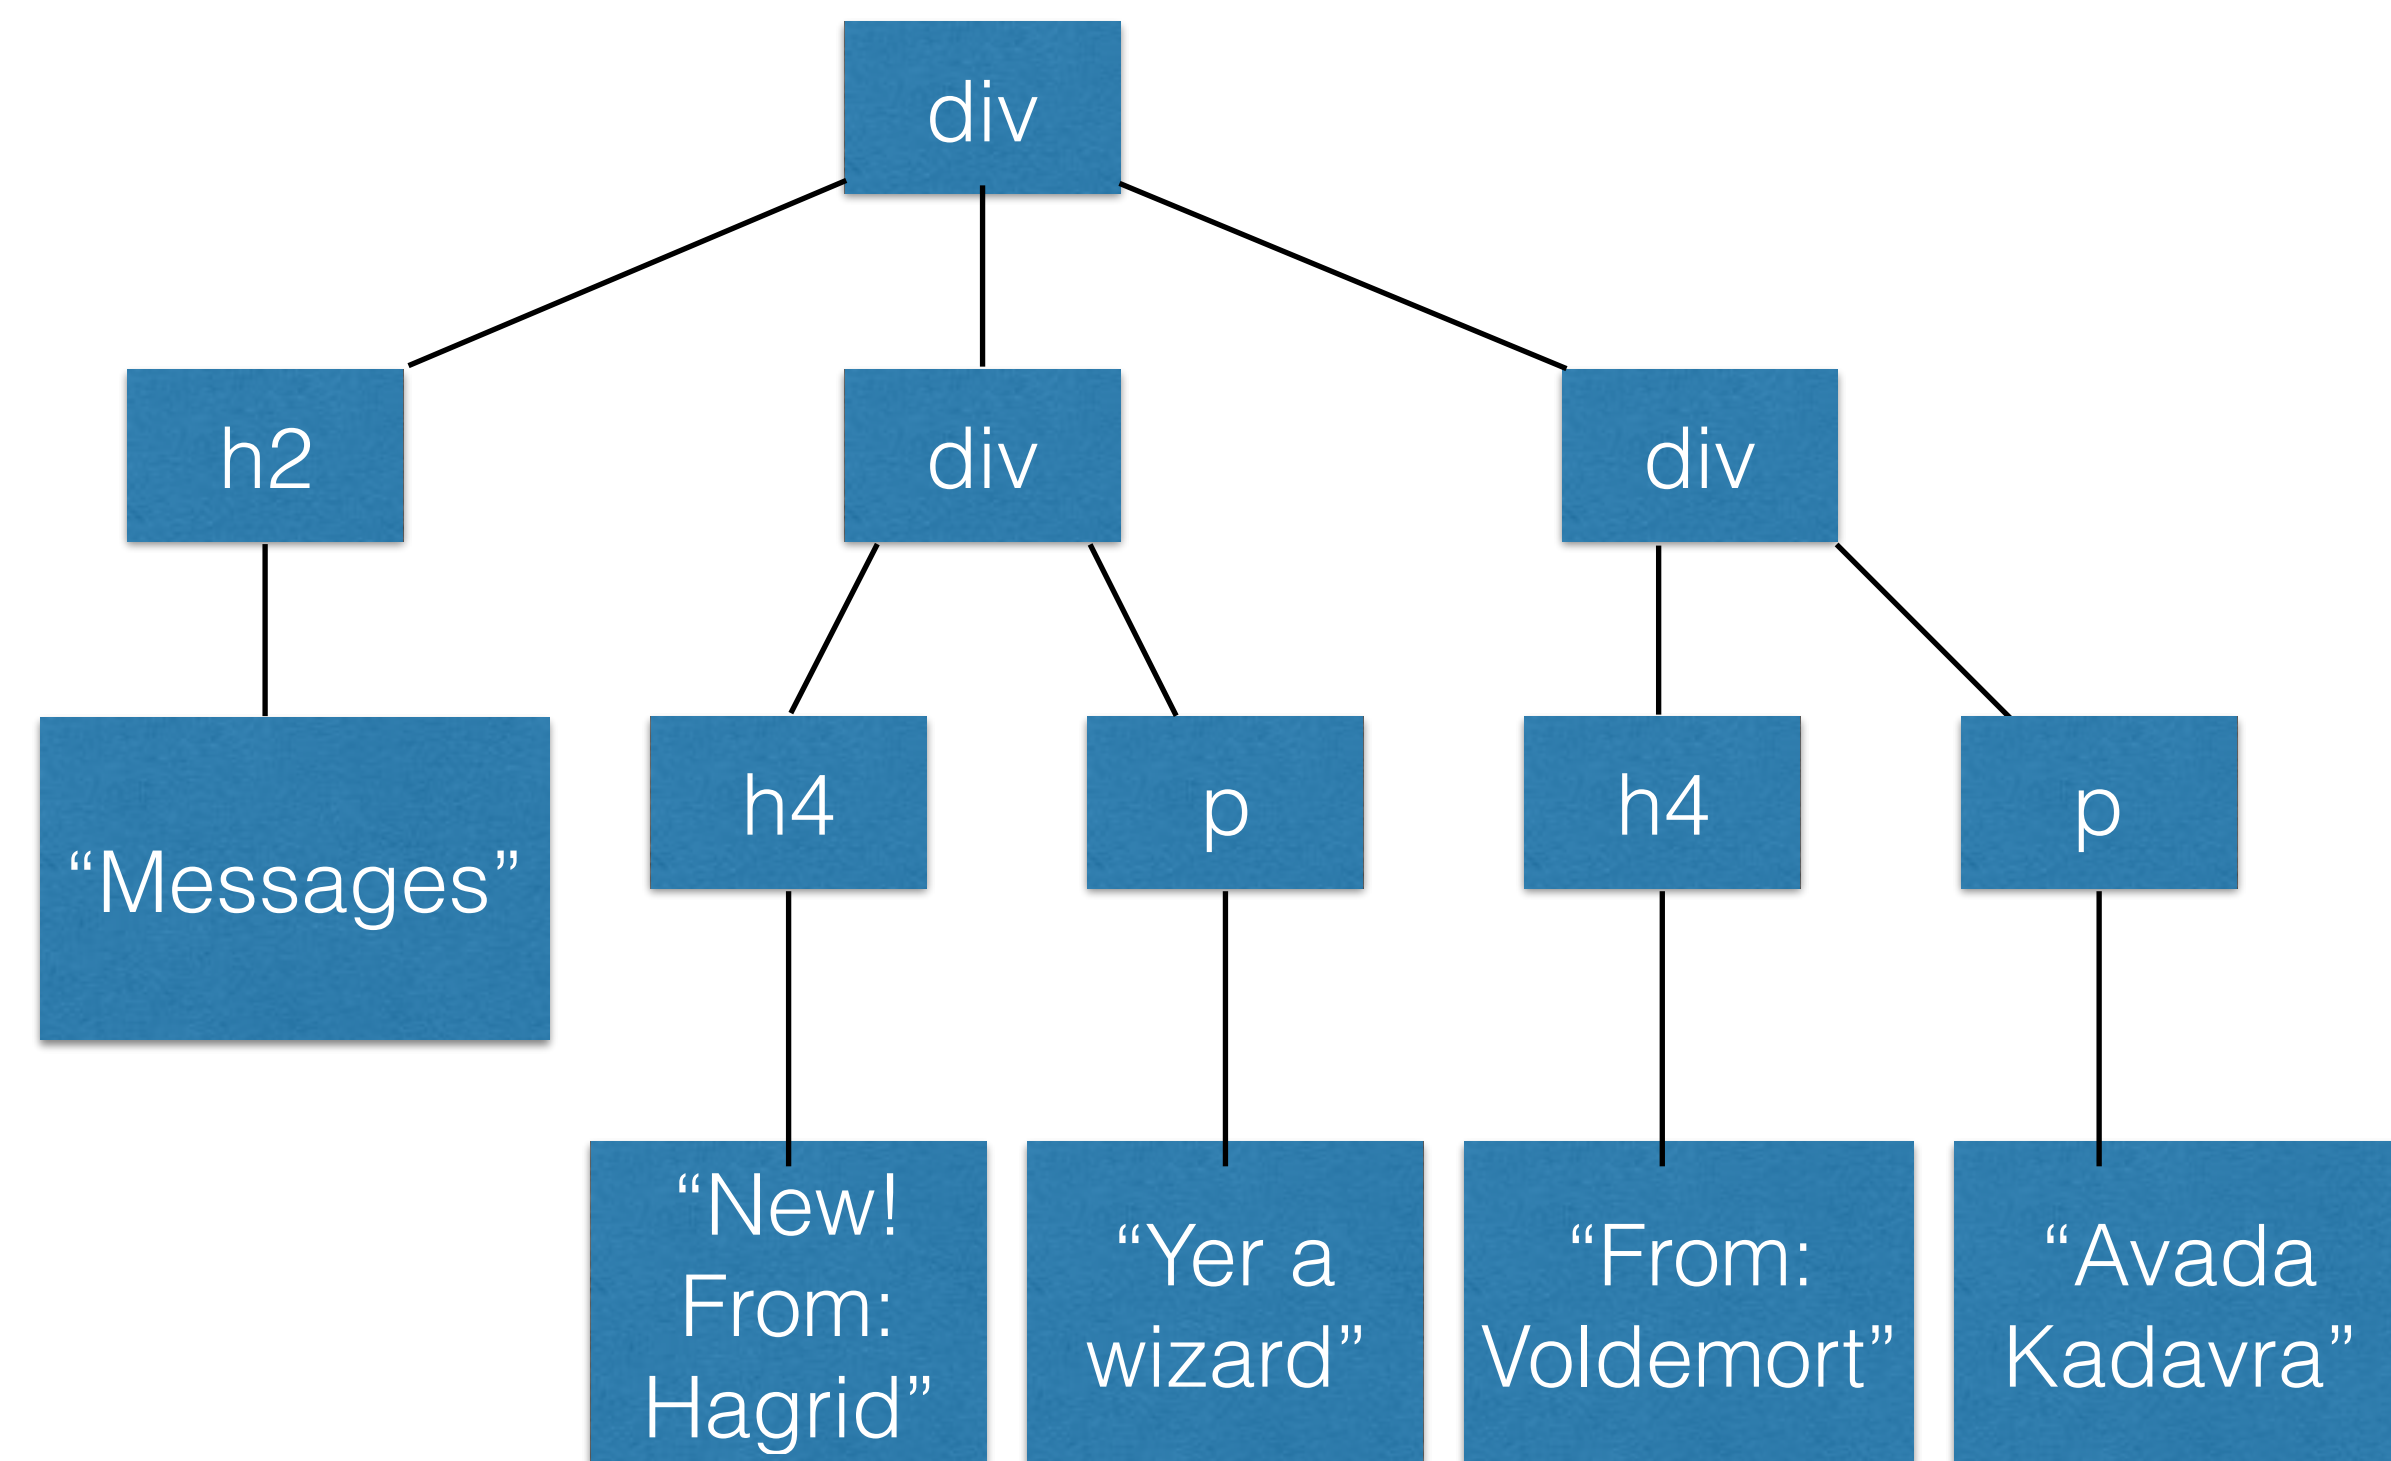 div
h2
div
div
“Messages”
h4
p
h4
p
“New!
From:
Hagrid”
“Yer a
wizard”
“From:
Voldemort”
“Avada
Kadavra”